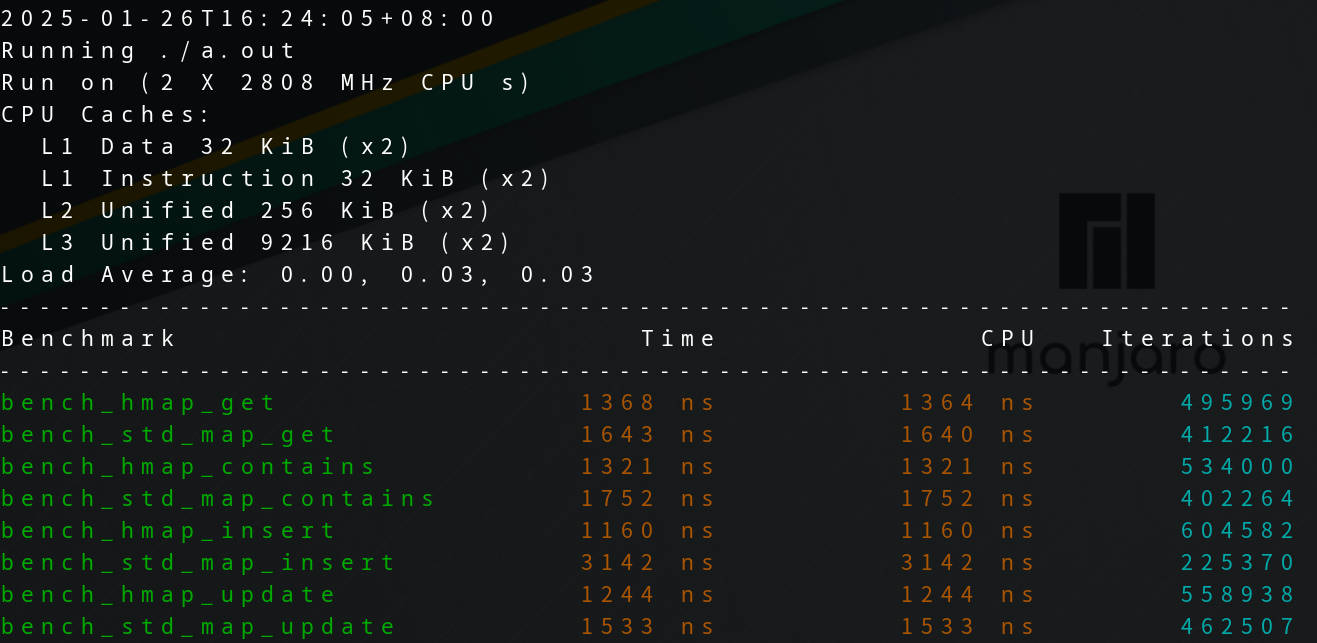 2025-01-26T16:24:05+08:00
Running ./a.out
Run on (2 X 2808 MHz CPU s)
CPU Caches:
  L1 Data 32 KiB (x2)
  L1 Instruction 32 KiB (x2)
  L2 Unified 256 KiB (x2)
  L3 Unified 9216 KiB (x2)
Load Average: 0.00, 0.03, 0.03
-----------------------------------------------------------------
Benchmark                       Time             CPU   Iterations
-----------------------------------------------------------------
manjaro
bench_hmap_get               1368 ns         1364 ns       495969
bench_std_map_get            1643 ns         1640 ns       412216
bench_hmap_contains          1321 ns         1321 ns       534000
bench_std_map_contains       1752 ns         1752 ns       402264
bench_hmap_insert            1160 ns         1160 ns       604582
bench_std_map_insert         3142 ns         3142 ns       225370
bench_hmap_update            1244 ns         1244 ns       558938
bench_std_map_update         1533 ns         1533 ns       462507